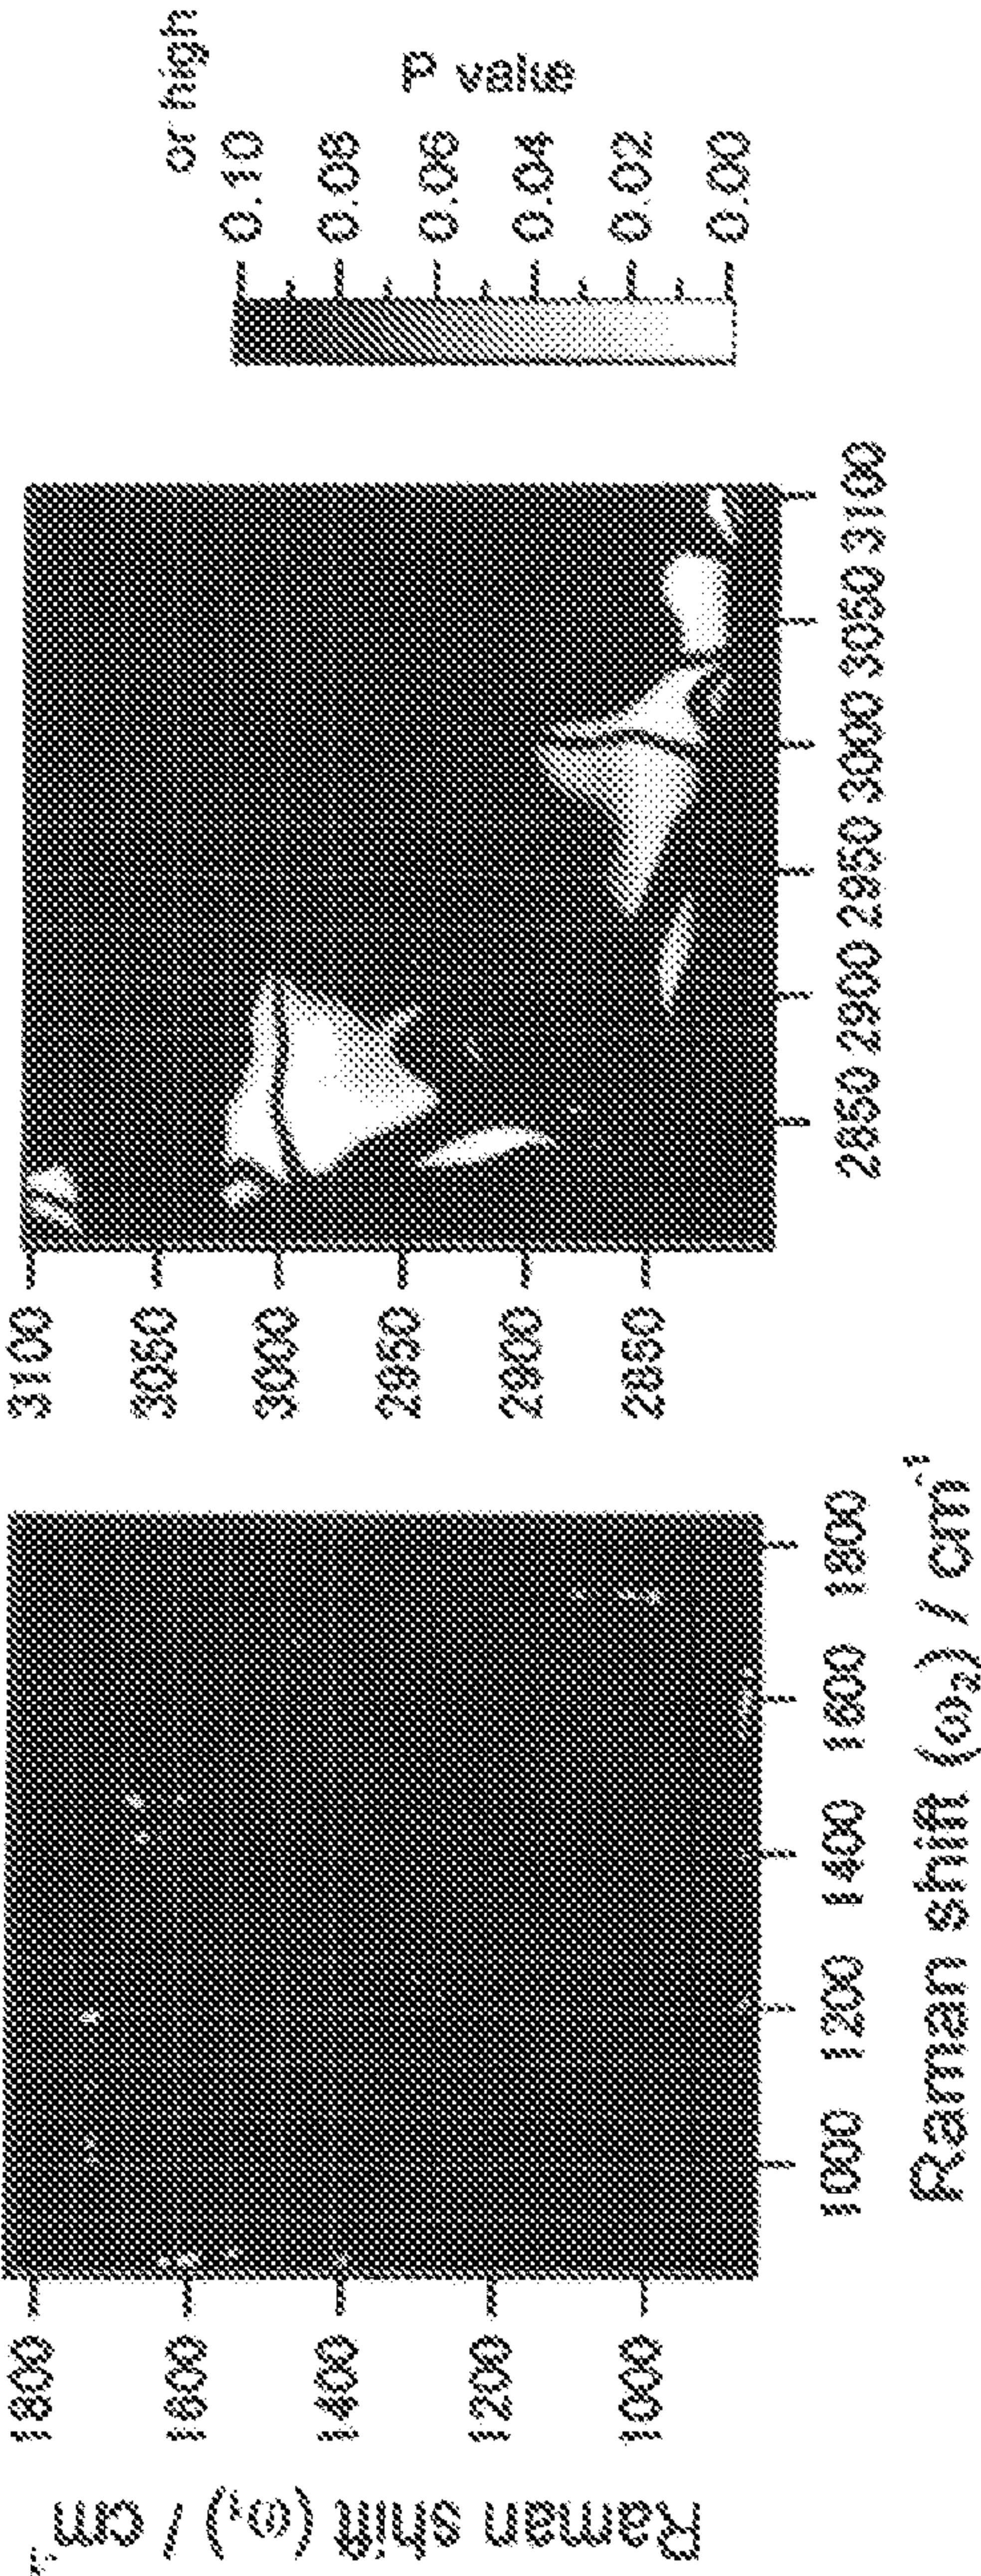 Raman shift (ω₁) / cm⁻¹
1800
1600
1400
1200
1000
1000 1200 1400 1600 1800
Raman shift (ω₂) / cm⁻¹
3100
3050
3000
2950
2900
2850
2850 2900 2950 3000 3050 3100
or high
0.10
0.08
0.06
0.04
0.02
0.00
P value